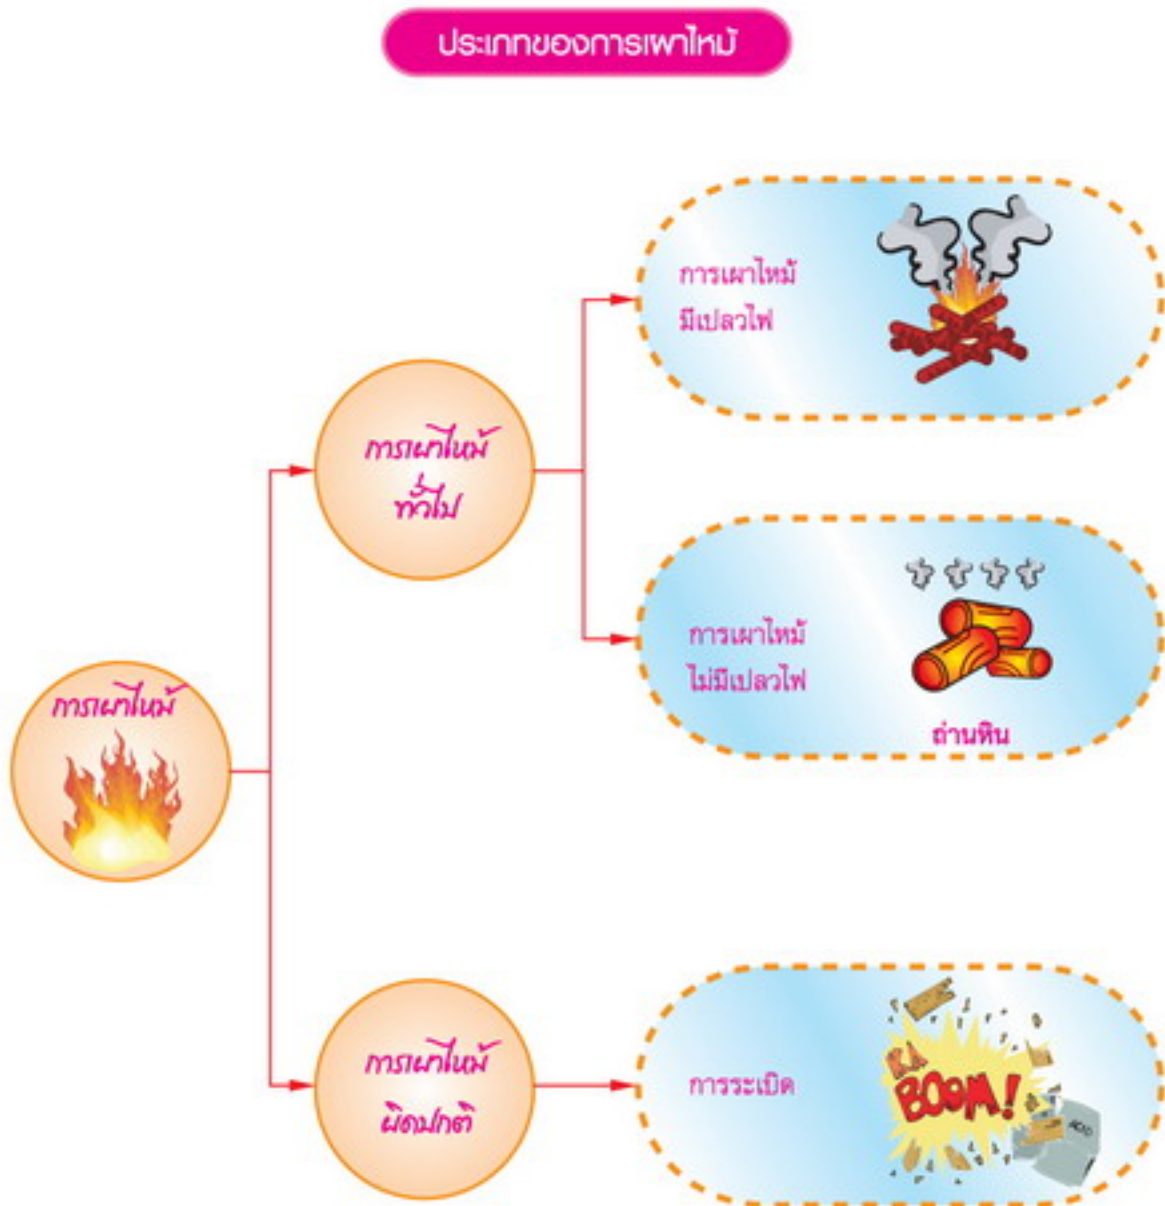 ประเภทของการเผาไหม้
การเผาไหม้
มีเปลวไฟ
การเผาไหม้
ทั่วไป
การเผาไหม้
ไม่มีเปลวไฟ
ถ่านหิน
การเผาไหม้
การเผาไหม้
ผิดปกติ
การระเบิด
KA
BOOM!
ACID